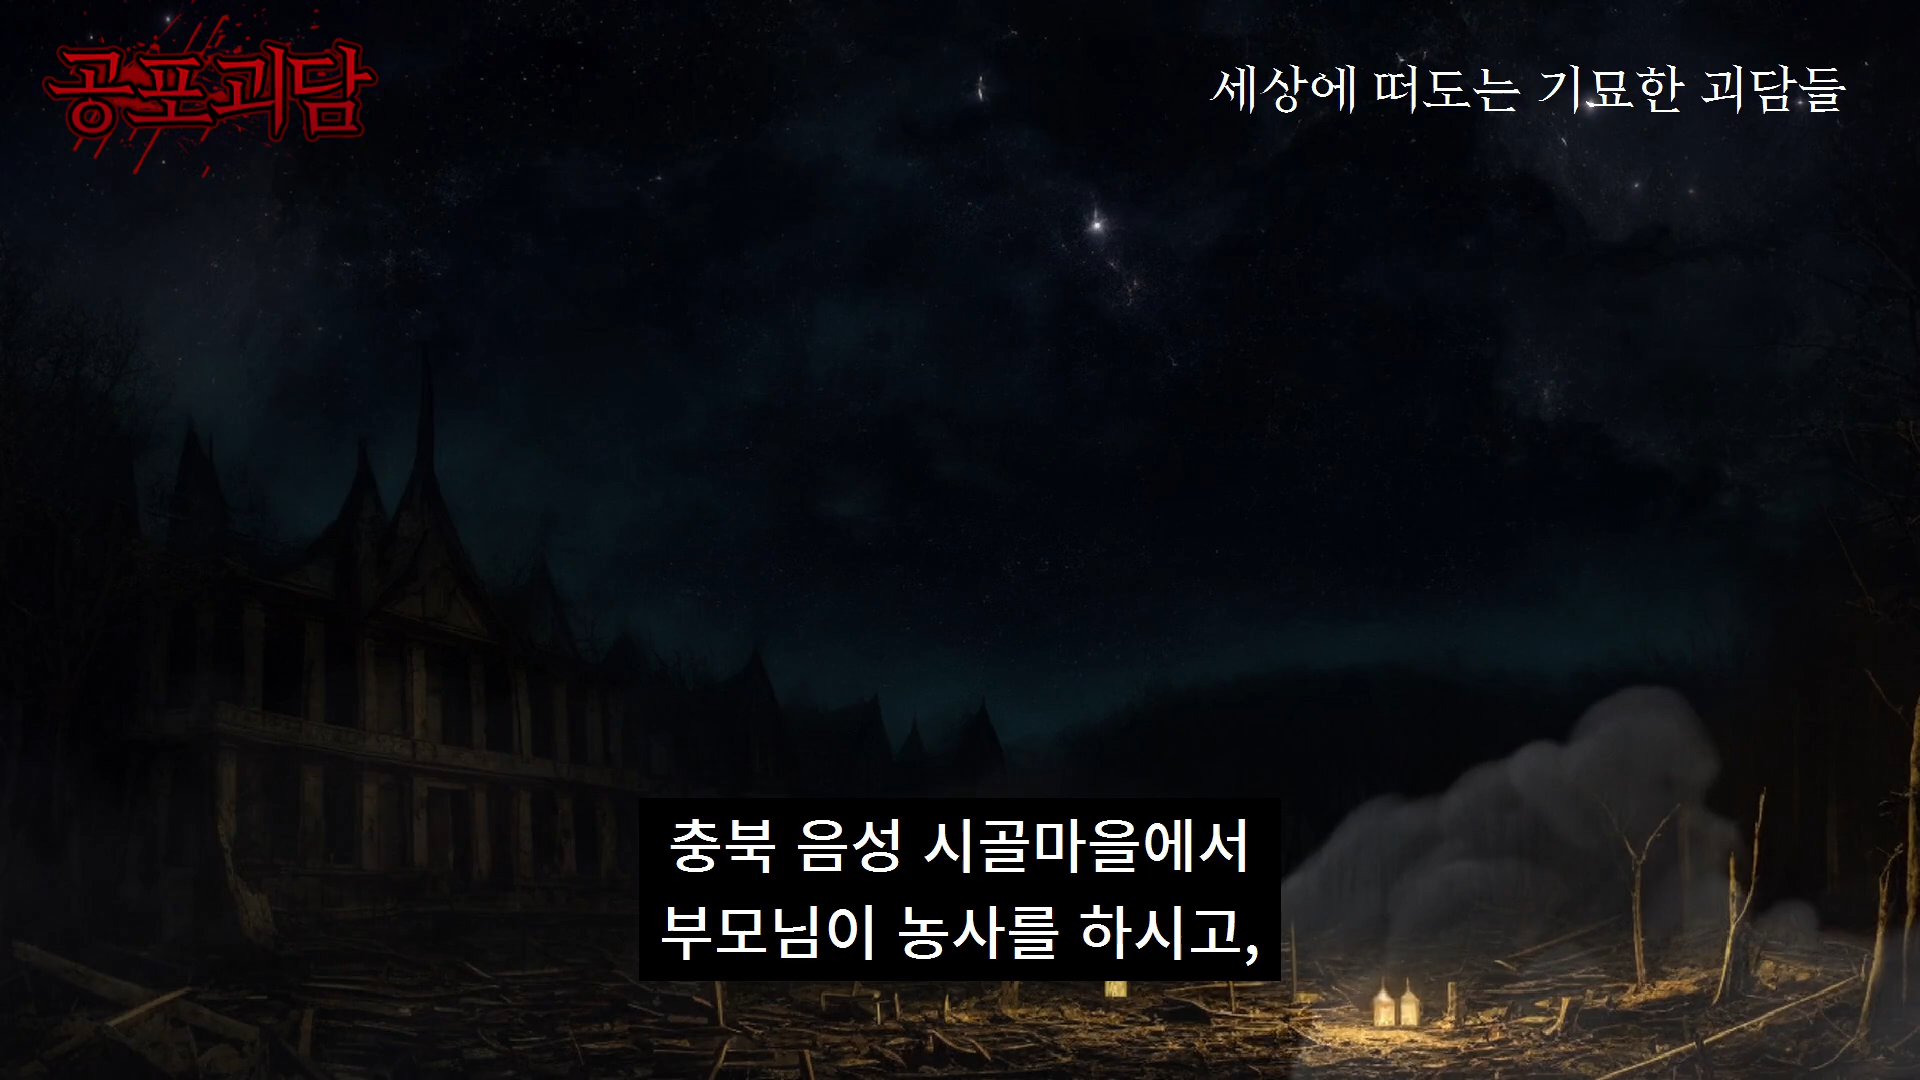 공포괴담
세상에 떠도는 기묘한 괴담들
충북 음성 시골마을에서
부모님이 농사를 하시고,